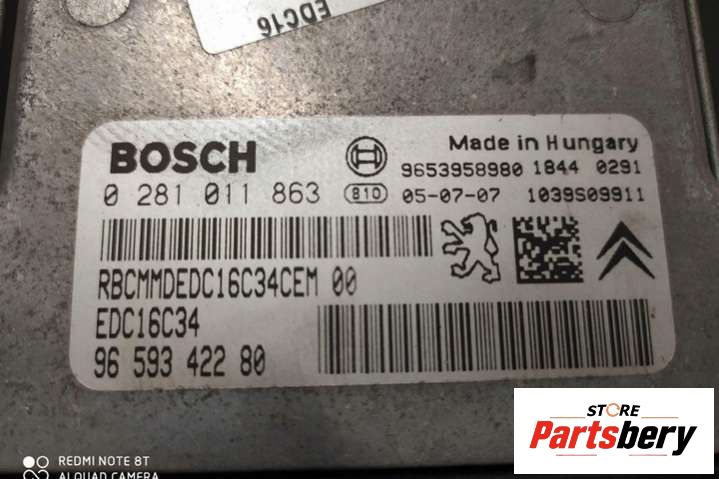 EDC16
BOSCH
Made in Hungary
9653958980 1844 0291
0 281 011 863 810 05-07-07 1039S09911
RBCMMDEDC16C34CEM 00
EDC16C34
96 593 422 80
STORE
Partsbery
REDMI NOTE 8T
AI QUAD CAMERA